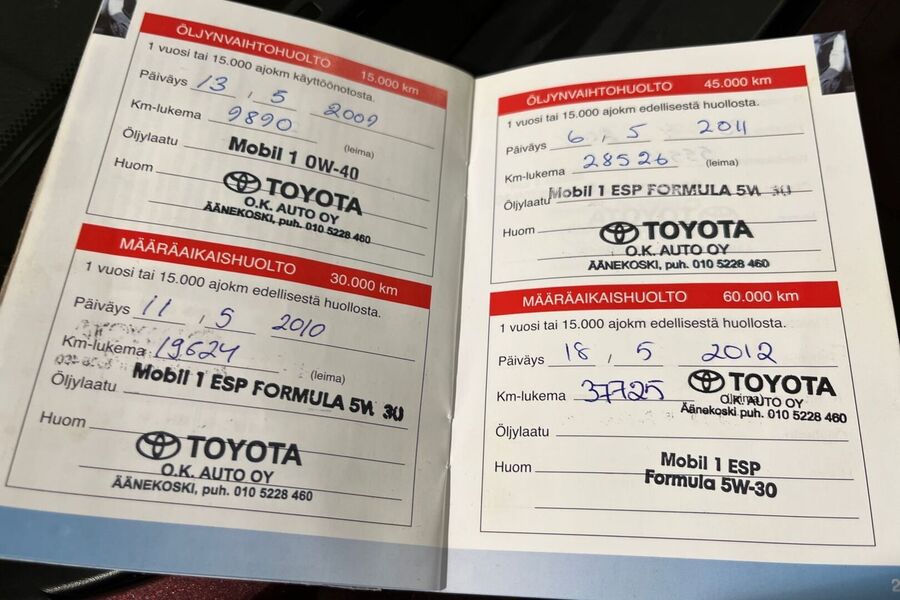 ÖLJYNVAIHTOHUOLTO 15.000 km
1 vuosi tai 15.000 ajokm käyttöönotosta.
Päiväys 13 , 5 2009
Km-lukema 9890 (leima)
Öljylaatu Mobil 1 0W-40
Huom TOYOTA
O.K. AUTO OY
ÄÄNEKOSKI, puh. 010 5228 460
MÄÄRÄAIKAISHUOLTO 30.000 km
1 vuosi tai 15.000 ajokm edellisestä huollosta.
Päiväys 11 , 5 2010
Km-lukema 19624 (leima)
Öljylaatu Mobil 1 ESP FORMULA 5W 30
Huom TOYOTA
O.K. AUTO OY
ÄÄNEKOSKI, puh. 010 5228 460
ÖLJYNVAIHTOHUOLTO 45.000 km
1 vuosi tai 15.000 ajokm edellisestä huollosta.
Päiväys 6 , 5 2011
Km-lukema 28526 (leima)
Öljylaatu Mobil 1 ESP FORMULA 5W 30
Huom TOYOTA
O.K. AUTO OY
ÄÄNEKOSKI, puh. 010 5228 460
MÄÄRÄAIKAISHUOLTO 60.000 km
1 vuosi tai 15.000 ajokm edellisestä huollosta.
Päiväys 18 , 5 2012
Km-lukema 37725 TOYOTA
(leima)
O.K. AUTO OY
Äänekoski puh. 010 5228 460
Öljylaatu
Huom Mobil 1 ESP
Formula 5W-30
2